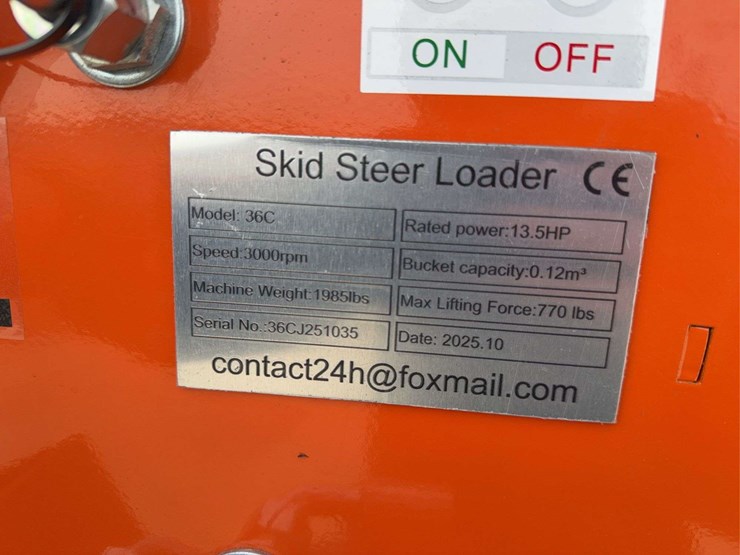 ON OFF
Skid Steer Loader CE
Model: 36C
Rated power:13.5HP
Speed:3000rpm
Bucket capacity:0.12m³
Machine Weight:1985lbs
Max Lifting Force:770 lbs
Serial No.:36CJ251035
Date: 2025.10
contact24h@foxmail.com